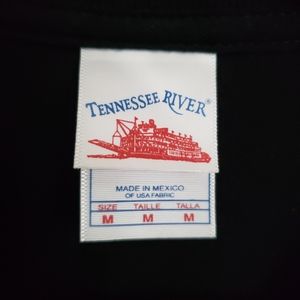 TENNESSEE RIVER®
MADE IN MEXICO
OF USA FABRIC
SIZE TAILLE TALLA
M M M